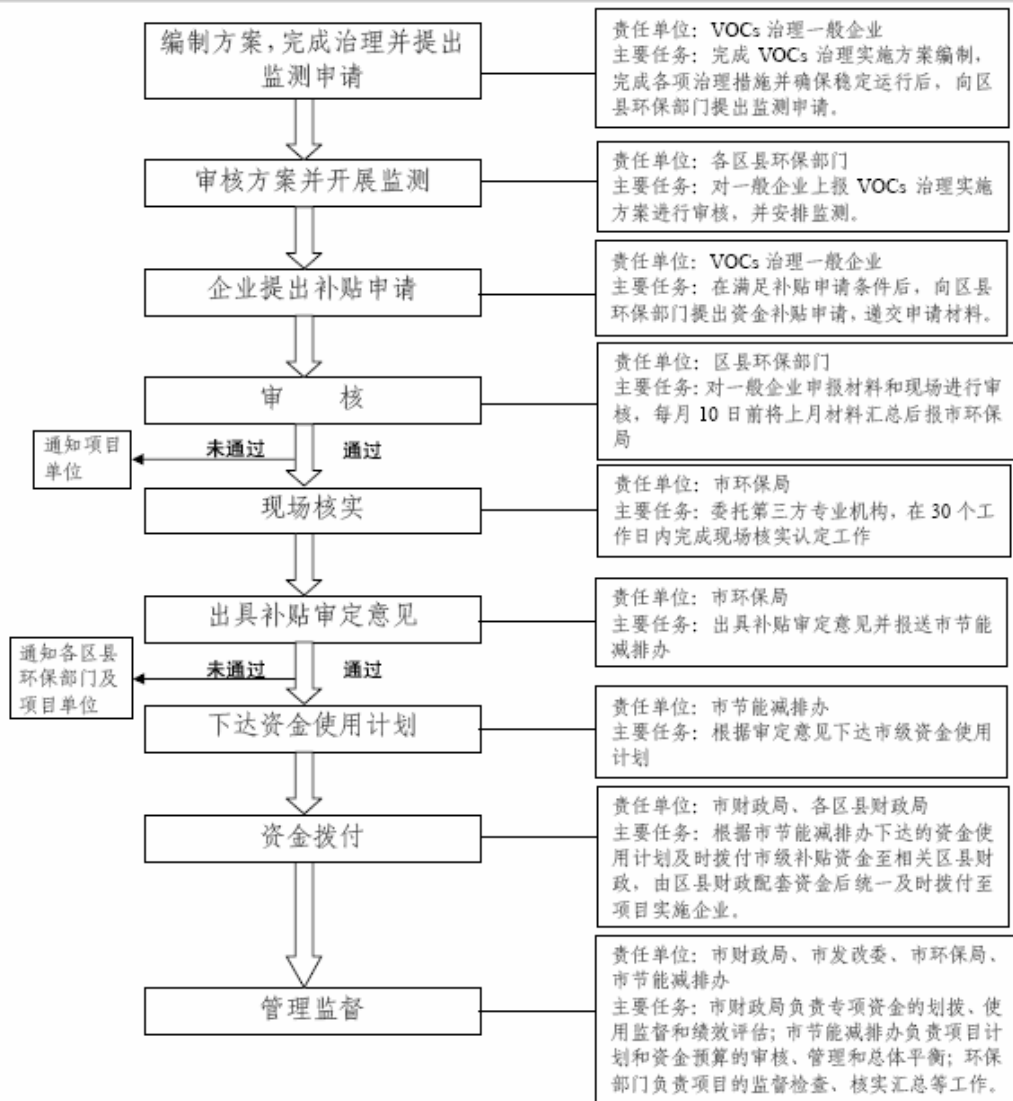 编制方案，完成治理并提出
监测申请
责任单位：VOCs 治理一般企业
主要任务：完成 VOCs 治理实施方案编制，
完成各项治理措施并确保稳定运行后，向区
县环保部门提出监测申请。
审核方案并开展监测
责任单位：各区县环保部门
主要任务：对一般企业上报 VOCs 治理实施
方案进行审核，并安排监测。
企业提出补贴申请
责任单位：VOCs 治理一般企业
主要任务：在满足补贴申请条件后，向区县
环保部门提出资金补贴申请，递交申请材料。
审 核
责任单位：区县环保部门
主要任务：对一般企业申报材料和现场进行审
核，每月 10 日前将上月材料汇总后报市环保
局
通知项目
单位
未通过 通过
现场核实
责任单位：市环保局
主要任务：委托第三方专业机构，在 30 个工
作日内完成现场核实认定工作
出具补贴审定意见
责任单位：市环保局
主要任务：出具补贴审定意见并报送市节能
减排办
通知各区县
环保部门及
项目单位
未通过 通过
下达资金使用计划
责任单位：市节能减排办
主要任务：根据审定意见下达市级资金使用
计划
资金拨付
责任单位：市财政局、各区县财政局
主要任务：根据市节能减排办下达的资金使
用计划及时拨付市级补贴资金至相关区县财
政，由区县财政配套资金后统一及时拨付至
项目实施企业。
管理监督
责任单位：市财政局、市发改委、市环保局、
市节能减排办
主要任务：市财政局负责专项资金的划拨、使
用监督和绩效评估；市节能减排办负责项目计
划和资金预算的审核、管理和总体平衡；环保
部门负责项目的监督检查、核实汇总等工作。